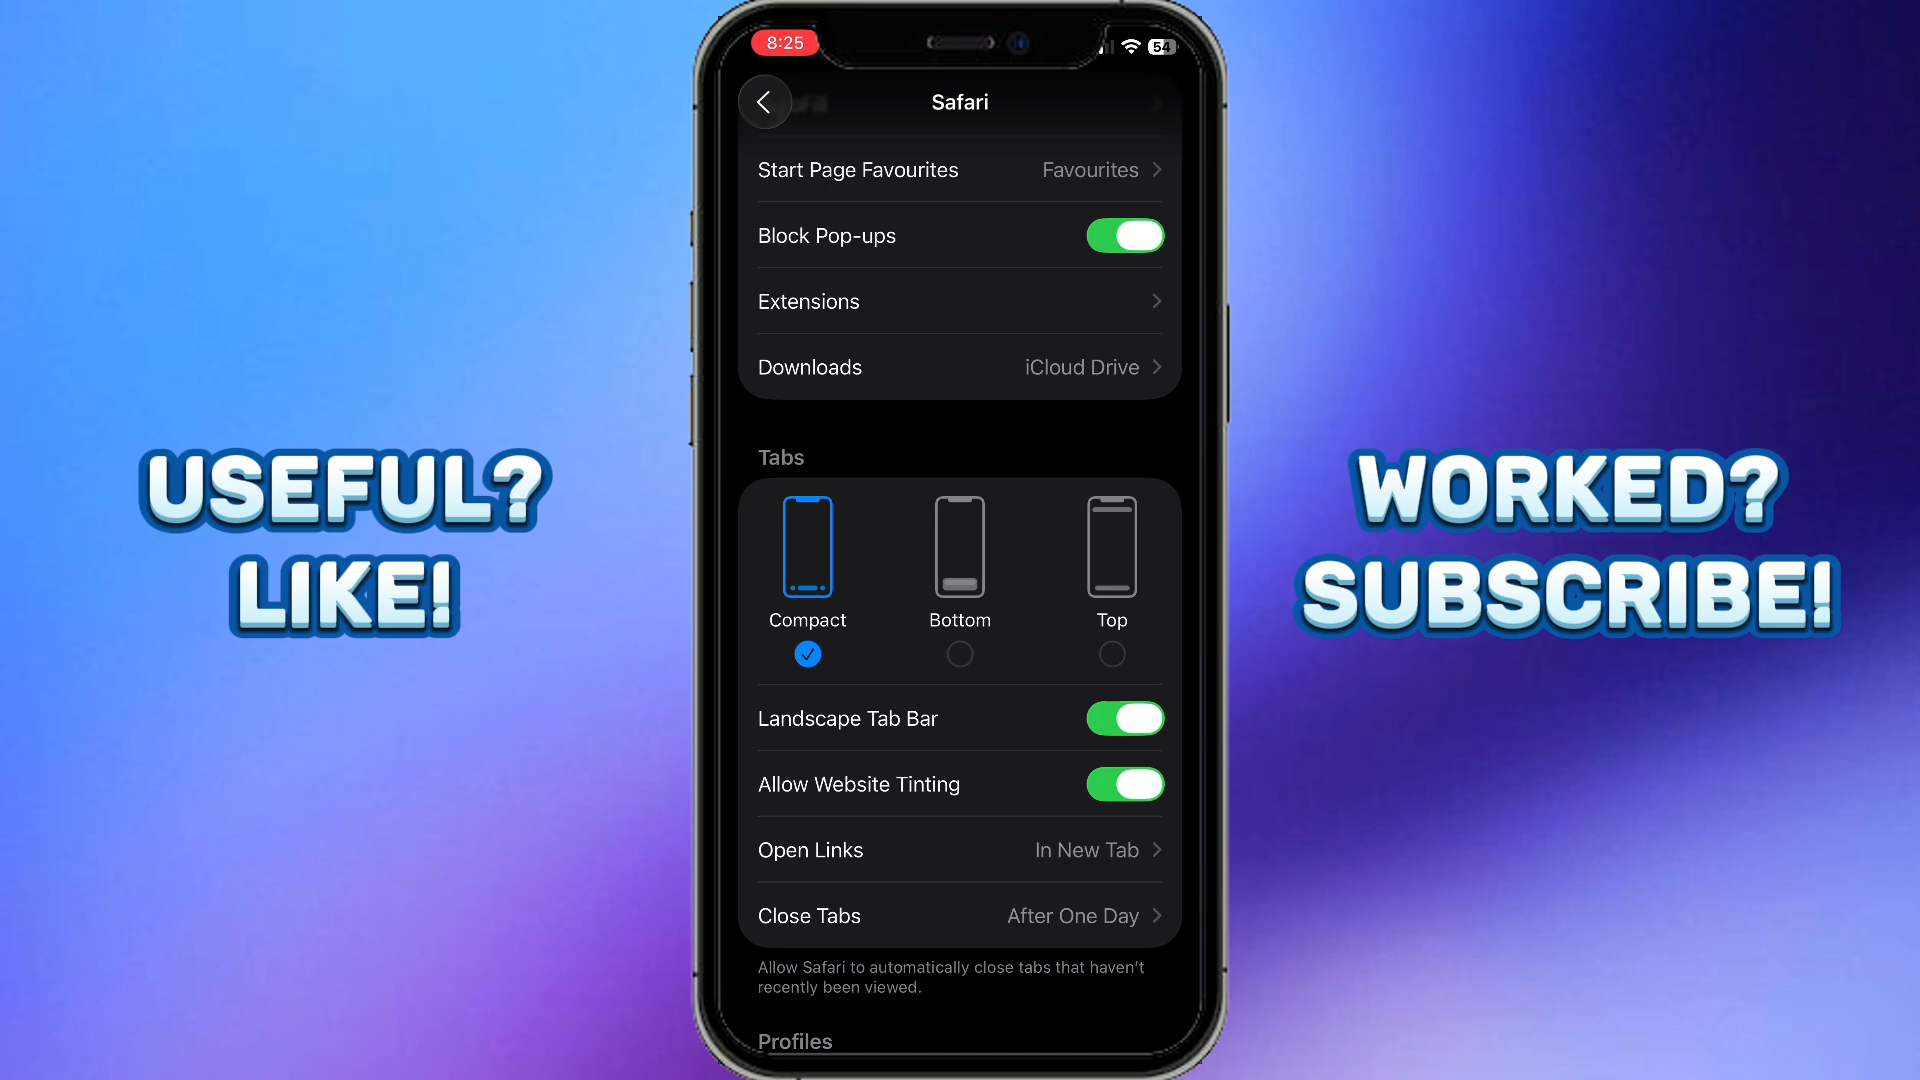 8:25
54
Safari
Start Page Favourites Favourites
Block Pop-ups
Extensions
Downloads iCloud Drive
Tabs
Compact Bottom Top
Landscape Tab Bar
Allow Website Tinting
Open Links In New Tab
Close Tabs After One Day
Allow Safari to automatically close tabs that haven't
recently been viewed.
Profiles
USEFUL?
LIKE!
WORKED?
SUBSCRIBE!